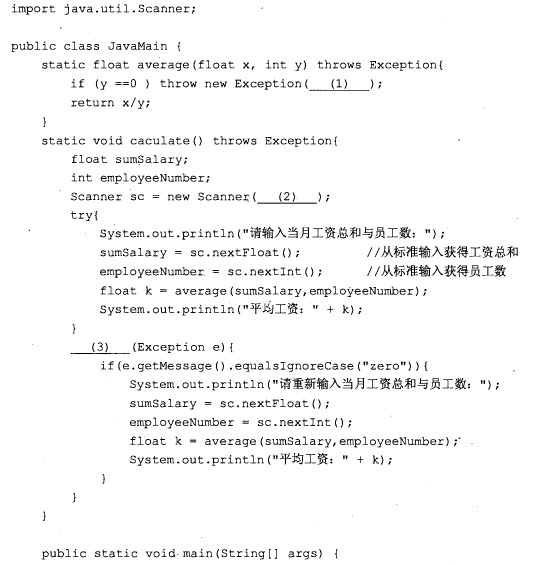 import java.util.Scanner;
public class JavaMain {
static float average(float x, int y) throws Exception{
if (y ==0 ) throw new Exception(__(1)__);
return x/y;
}
static void caculate() throws Exception{
float sumSalary;
int employeeNumber;
Scanner sc = new Scanner(__(2)__);
try{
System.out.println("请输入当月工资总和与员工数：");
sumSalary = sc.nextFloat(); //从标准输入获得工资总和
employeeNumber = sc.nextInt(); //从标准输入获得员工数
float k = average(sumSalary,employeeNumber);
System.out.println("平均工资：" + k);
}
__(3)__ (Exception e){
if(e.getMessage().equalsIgnoreCase("zero")){
System.out.println("请重新输入当月工资总和与员工数：");
sumSalary = sc.nextFloat();
employeeNumber = sc.nextInt();
float k = average(sumSalary,employeeNumber);
System.out.println("平均工资：" + k);
}
}
}
public static void main(String[] args) {